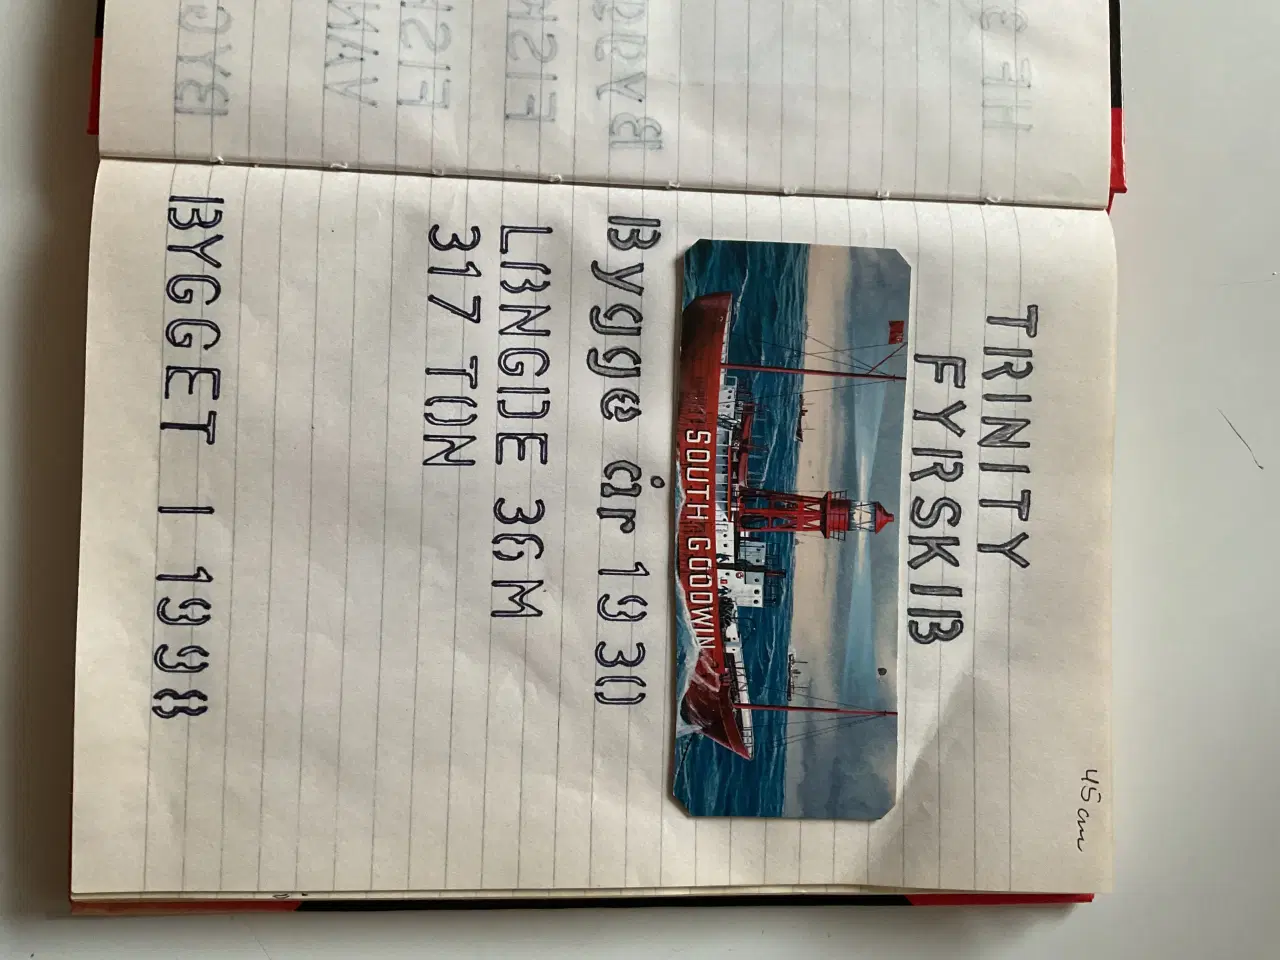 45 cm
TRINITY
FYRSKIB
SOUTH GOODWIN
Bygge år 1930
LÆNGDE 36 M
317 TON
BYGGET I 1998